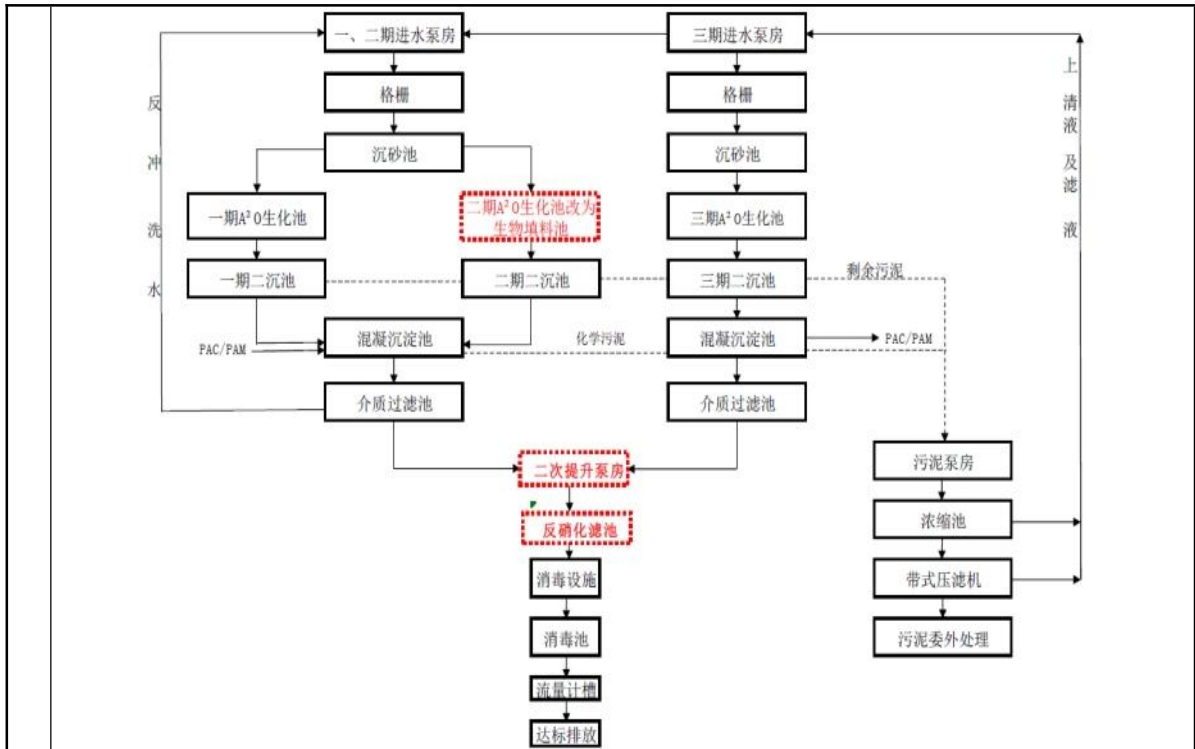 一、二期进水泵房
三期进水泵房
格栅
格栅
沉砂池
沉砂池
一期A²O生化池
二期A²O生化池改为
生物填料池
三期A²O生化池
一期二沉池
二期二沉池
三期二沉池
剩余污泥
PAC/PAM
混凝沉淀池
化学污泥
混凝沉淀池
PAC/PAM
介质过滤池
介质过滤池
反冲洗水
上清液及滤液
二次提升泵房
反硝化滤池
消毒设施
消毒池
流量计槽
达标排放
污泥泵房
浓缩池
带式压滤机
污泥委外处理